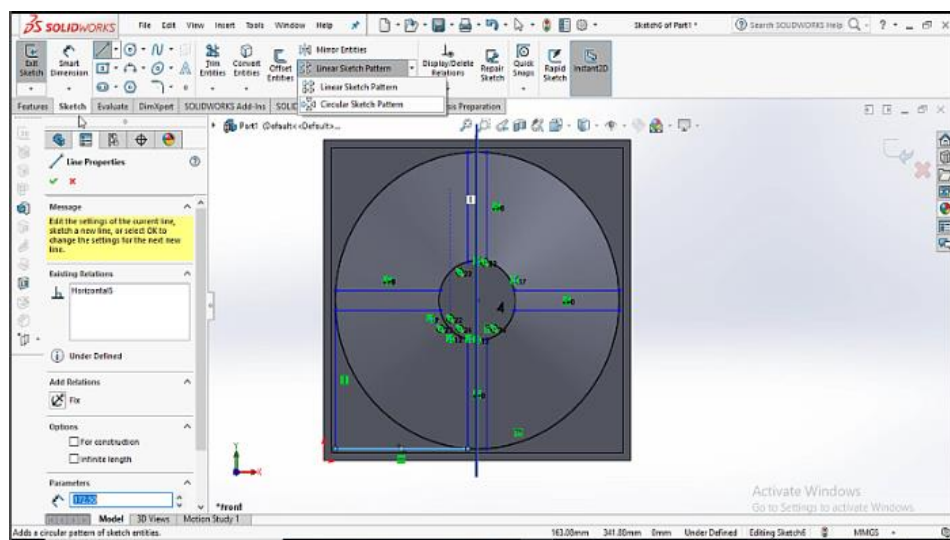 SOLIDWORKS File Edit View Insert Tools Window Help Sketch6 of Part1 * Search SOLIDWORKS Help
Exit Sketch Smart Dimension Trim Entities Convert Entities Offset Entities Mirror Entities Display/Delete Relations Repair Sketch Quick Snaps Rapid Sketch Instant2D
Linear Sketch Pattern
Linear Sketch Pattern
Circular Sketch Pattern
Features Sketch Evaluate DimXpert SOLIDWORKS Add-Ins SOLI sis Preparation
Part1 (Default<<Default>...
Line Properties
Message
Edit the settings of the current line, sketch a new line, or select OK to change the settings for the next new line.
Existing Relations
Horizontal5
Under Defined
Add Relations
Fix
Options
For construction
Infinite length
Parameters
*Front
Model 3D Views Motion Study 1
Activate Windows
Go to Settings to activate Windows.
Adds a circular pattern of sketch entities. 163.08mm 341.80mm 0mm Under Defined Editing Sketch6 MMGS